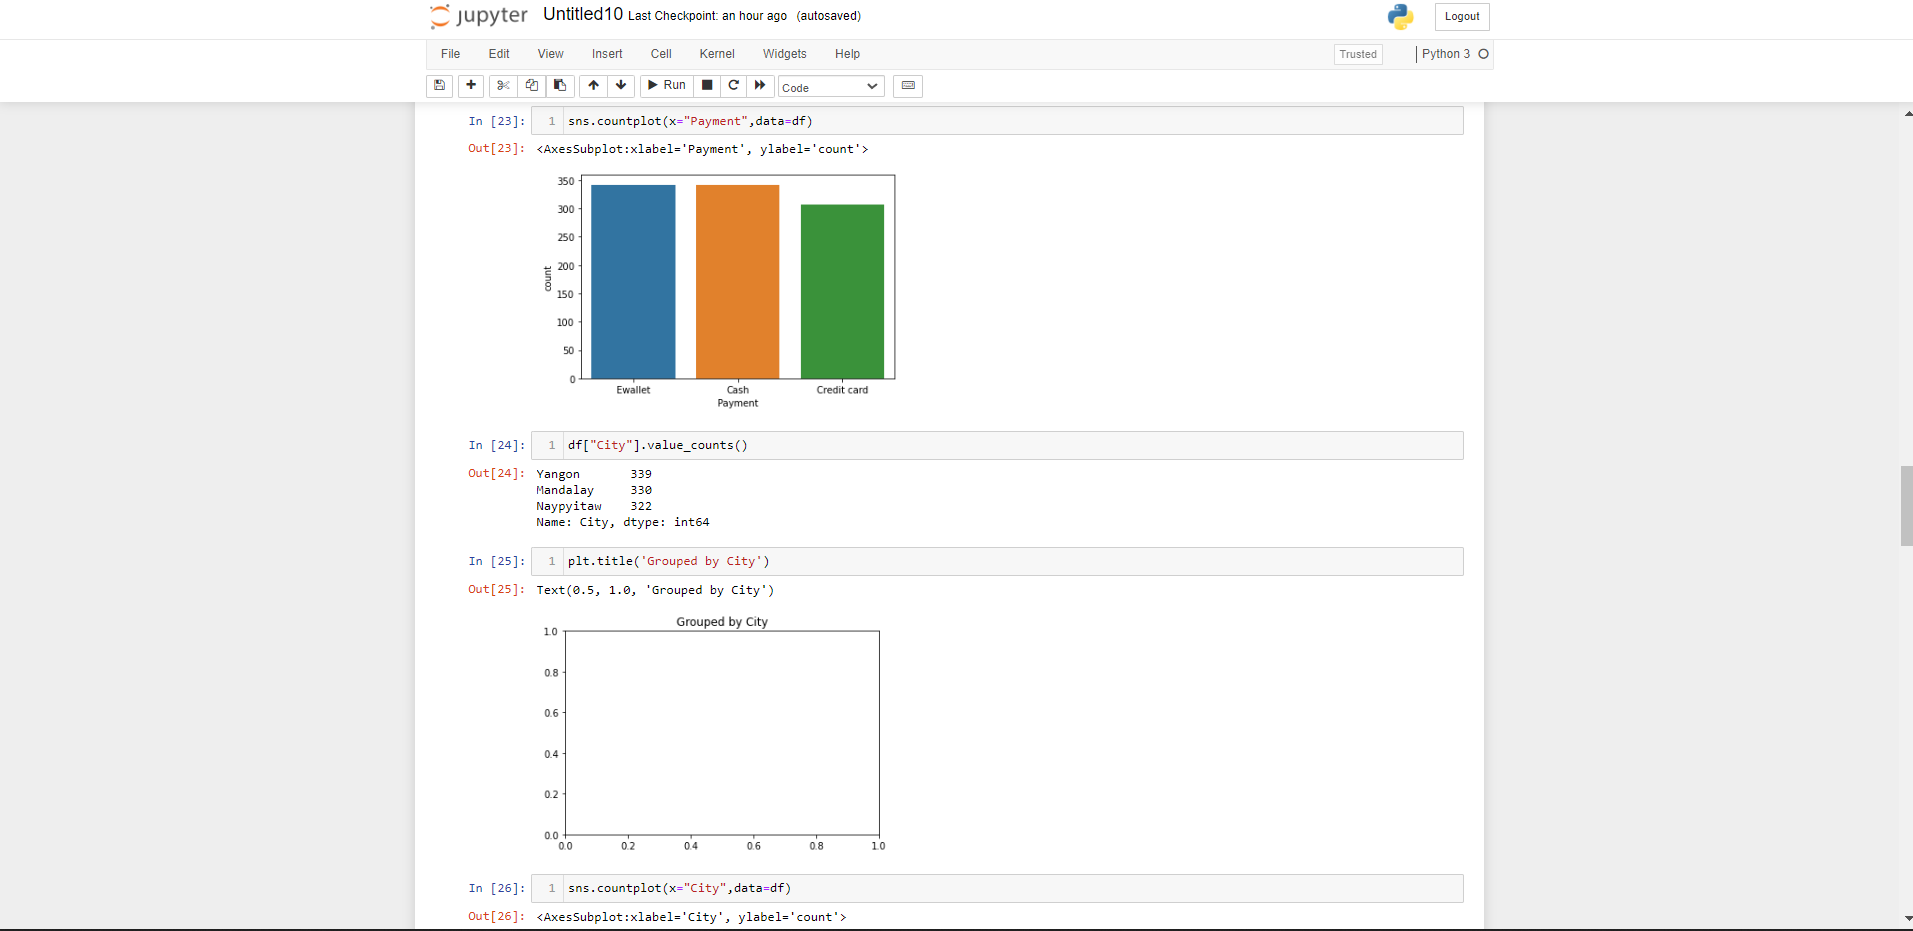 jupyter Untitled10 Last Checkpoint: an hour ago (autosaved) Logout
File Edit View Insert Cell Kernel Widgets Help Trusted Python 3
Run Code
In [23]: 1 sns.countplot(x="Payment",data=df)
Out[23]: <AxesSubplot:xlabel='Payment', ylabel='count'>
350
300
250
200
150
100
50
0
count
Ewallet Cash Credit card
Payment
In [24]: 1 df["City"].value_counts()
Out[24]: Yangon 339
Mandalay 330
Naypyitaw 322
Name: City, dtype: int64
In [25]: 1 plt.title('Grouped by City')
Out[25]: Text(0.5, 1.0, 'Grouped by City')
Grouped by City
1.0
0.8
0.6
0.4
0.2
0.0
0.0 0.2 0.4 0.6 0.8 1.0
In [26]: 1 sns.countplot(x="City",data=df)
Out[26]: <AxesSubplot:xlabel='City', ylabel='count'>